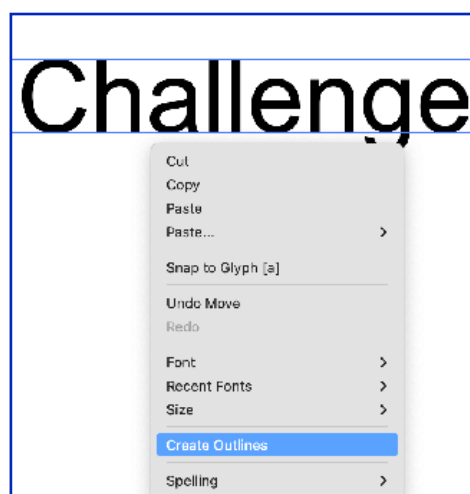 Challenge
Cut
Copy
Paste
Paste...
Snap to Glyph [a]
Undo Move
Redo
Font
Recent Fonts
Size
Create Outlines
Spelling